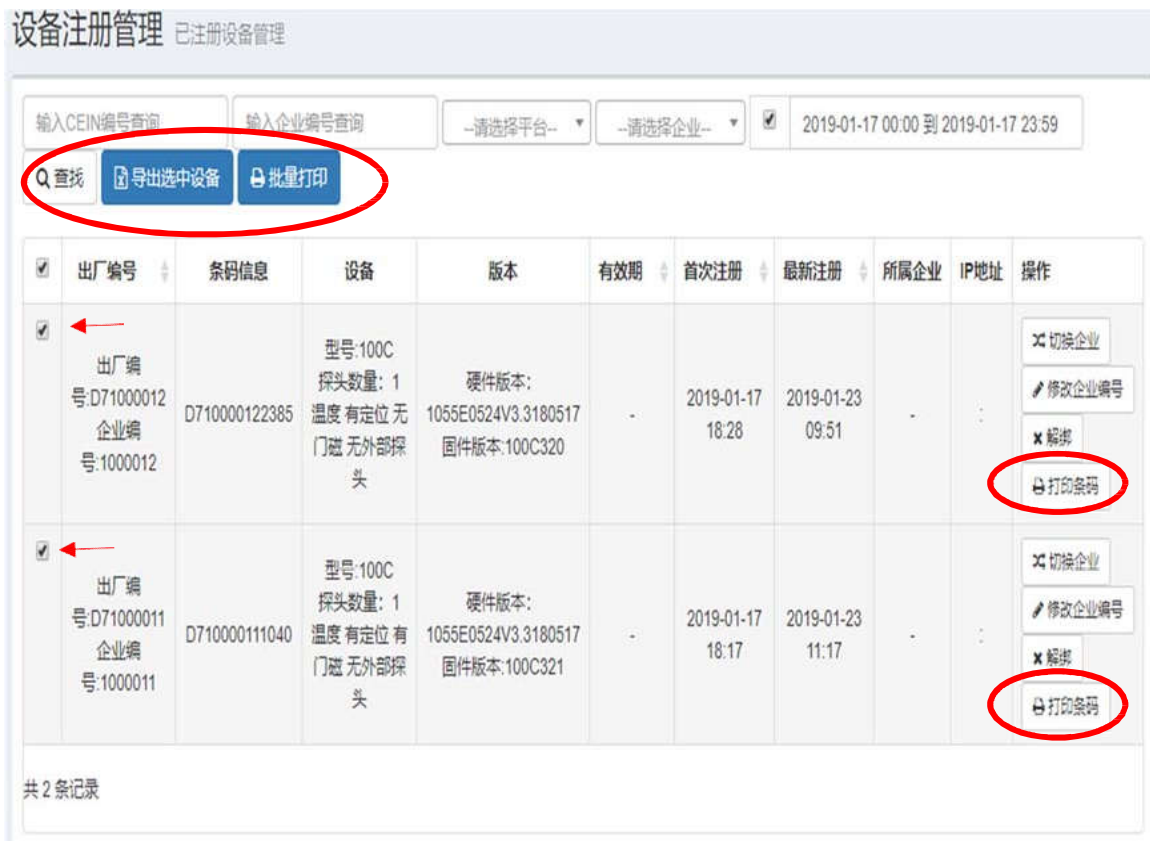 设备注册管理 已注册设备管理
输入CEIN编号查询 输入企业编号查询 --请选择平台-- --请选择企业-- 2019-01-17 00:00 到 2019-01-17 23:59
查找 导出选中设备 批量打印
出厂编号 条码信息 设备 版本 有效期 首次注册 最新注册 所属企业 IP地址 操作
出厂编
号:D71000012
企业编
号:1000012
D710000122385
型号:100C
探头数量：1
温度 有定位 无
门磁 无外部探
头
硬件版本：
1055E0524V3.3180517
固件版本:100C320
-
2019-01-17
18:28
2019-01-23
09:51
-
:
切换企业
修改企业编号
解绑
打印条码
出厂编
号:D71000011
企业编
号:1000011
D710000111040
型号:100C
探头数量：1
温度 有定位 有
门磁 无外部探
头
硬件版本：
1055E0524V3.3180517
固件版本:100C321
-
2019-01-17
18:17
2019-01-23
11:17
-
:
切换企业
修改企业编号
解绑
打印条码
共 2 条记录